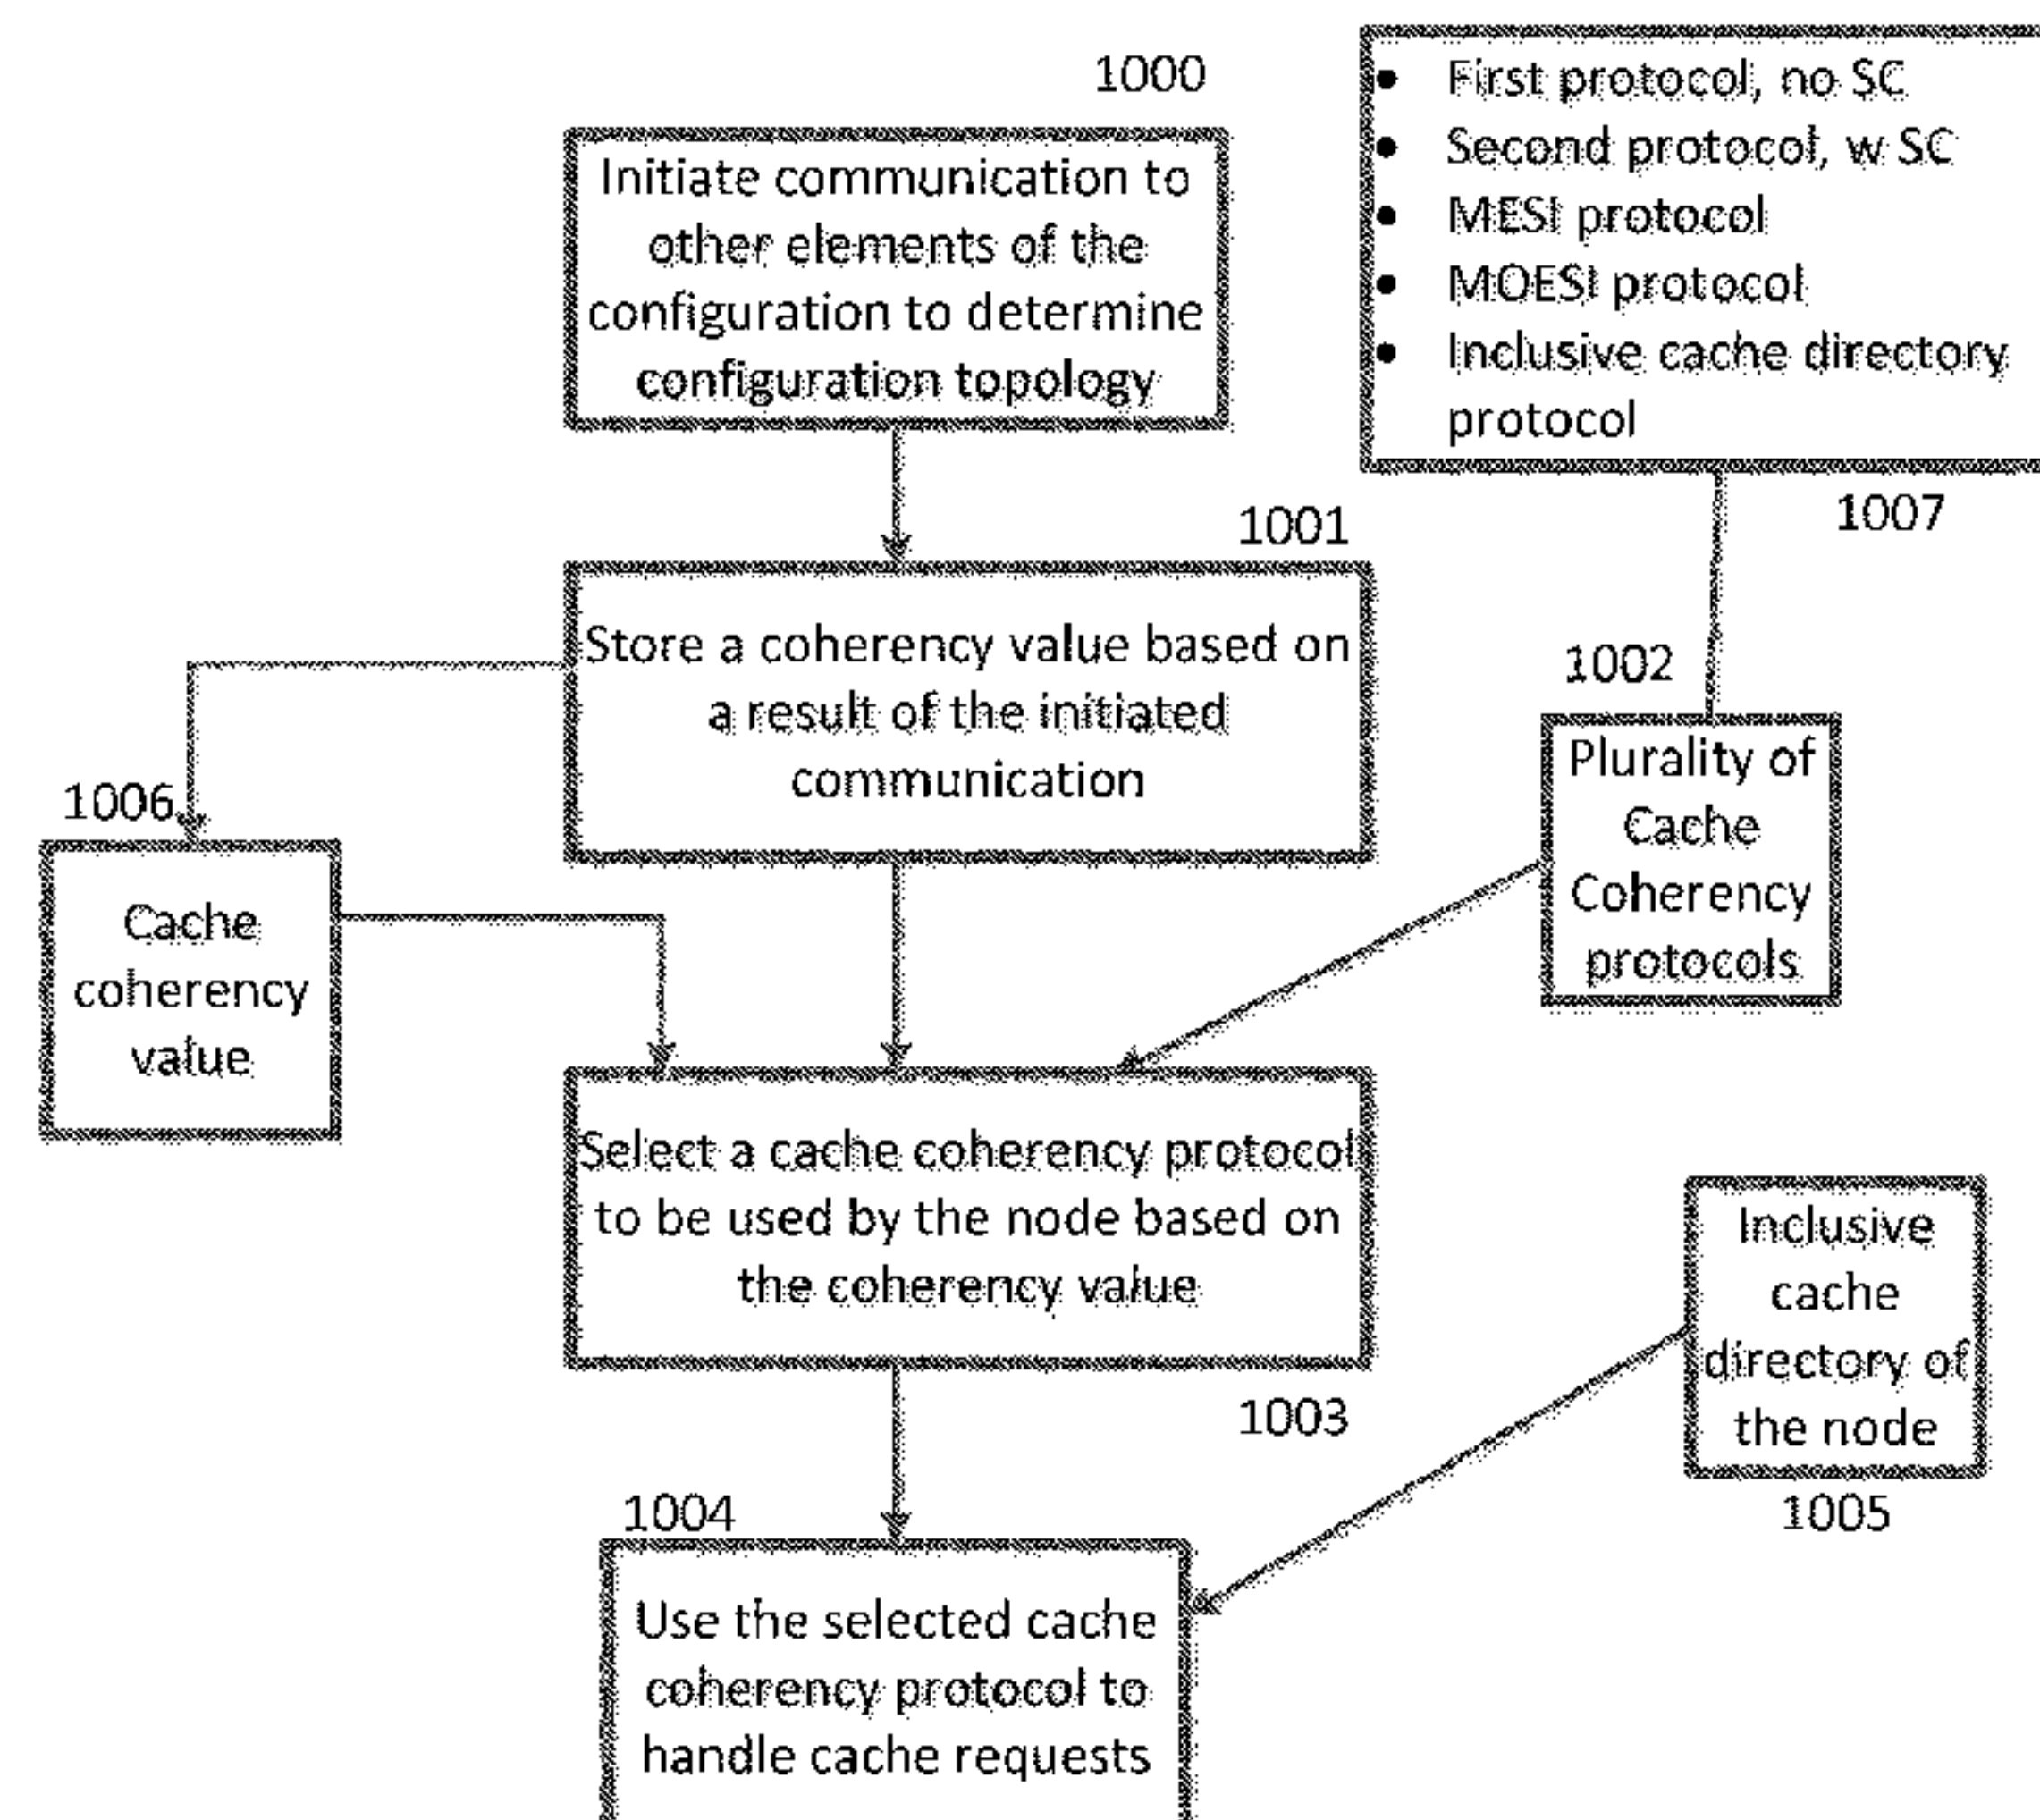 1000
Initiate communication to
other elements of the
configuration to determine
configuration topology
• First protocol, no SC
• Second protocol, w SC
• MESI protocol
• MOESI protocol
• Inclusive cache directory
protocol
1007
1001
Store a coherency value based on
a result of the initiated
communication
1002
Plurality of
Cache
Coherency
protocols
1006
Cache
coherency
value
Select a cache coherency protocol
to be used by the node based on
the coherency value
1003
Inclusive
cache
directory of
the node
1005
1004
Use the selected cache
coherency protocol to
handle cache requests